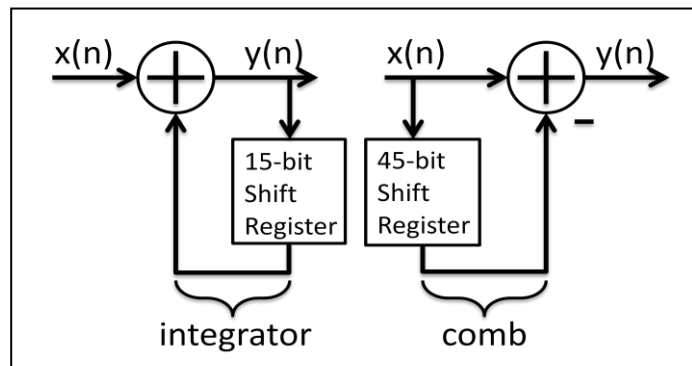 x(n)
y(n)
x(n)
y(n)
+
+
−
15-bit
Shift
Register
45-bit
Shift
Register
integrator
comb